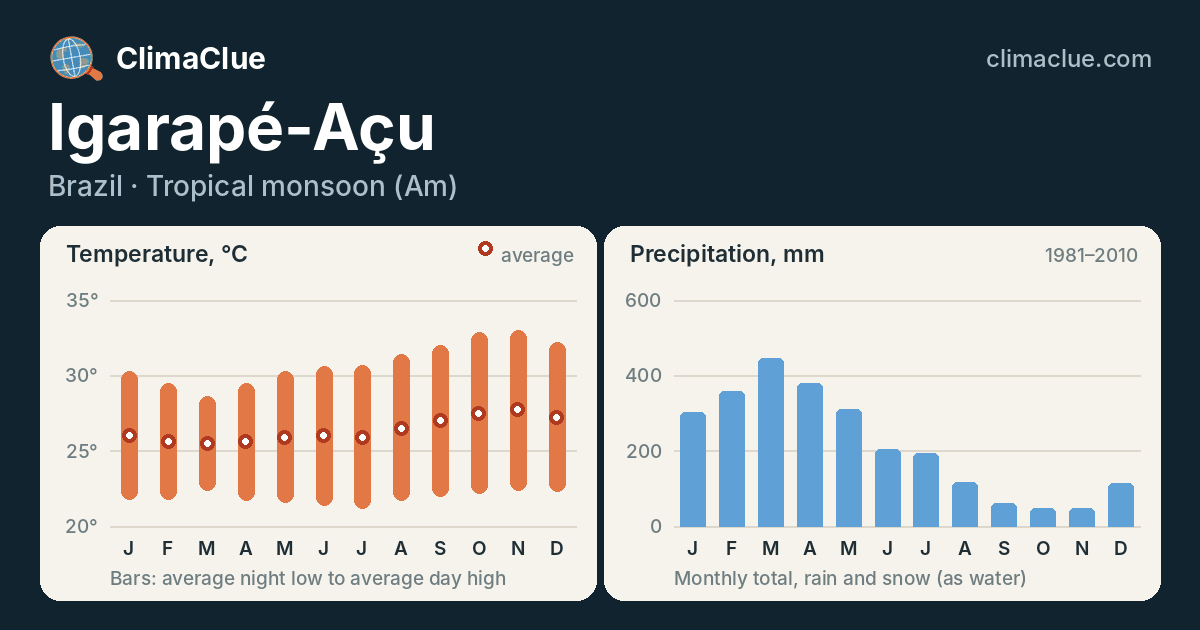 ClimaClue
climaclue.com
Igarapé-Açu
Brazil · Tropical monsoon (Am)
Temperature, °C
average
35°
30°
25°
20°
J F M A M J J A S O N D
Bars: average night low to average day high
Precipitation, mm
1981–2010
600
400
200
0
J F M A M J J A S O N D
Monthly total, rain and snow (as water)